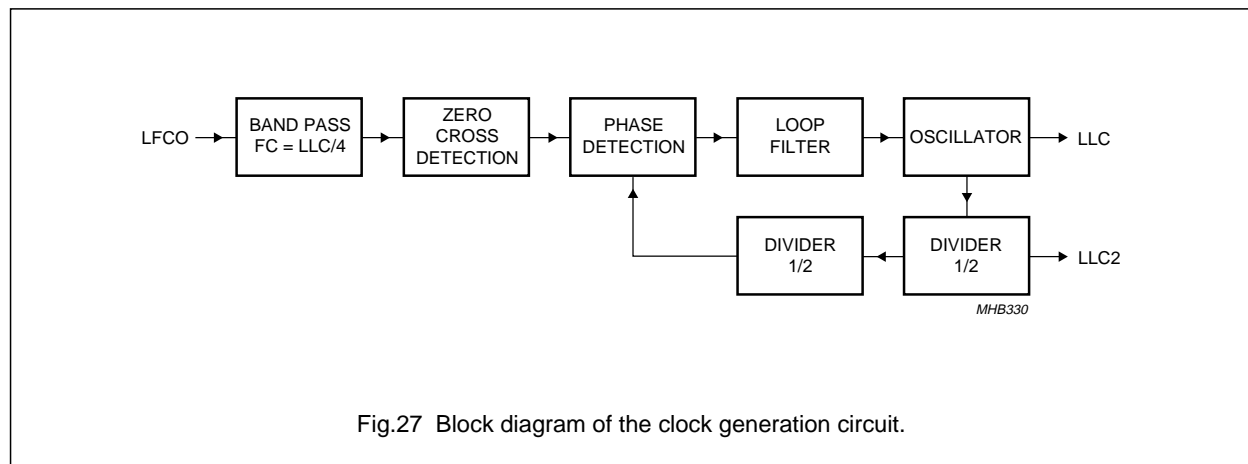 LFCO
BAND PASS
FC = LLC/4
ZERO
CROSS
DETECTION
PHASE
DETECTION
LOOP
FILTER
OSCILLATOR
LLC
DIVIDER
1/2
DIVIDER
1/2
LLC2
MHB330
Fig.27 Block diagram of the clock generation circuit.